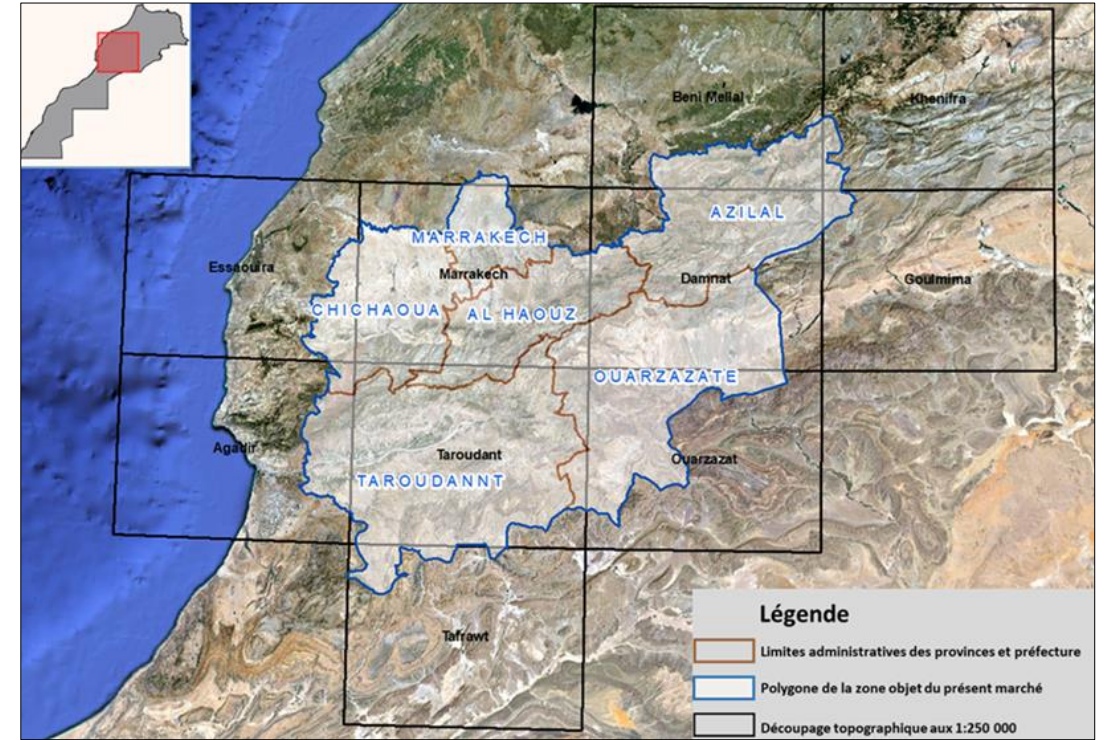 Beni Mellal
Khenifra
AZILAL
MARRAKECH
Essaouira
Marrakech
Damnat
Goulmima
CHICHAOUA
AL HAOUZ
OUARZAZATE
Agadir
Taroudant
Ouarzazat
TAROUDANNT
Tafrawt
Légende
Limites administratives des provinces et préfecture
Polygone de la zone objet du présent marché
Découpage topographique aux 1:250 000